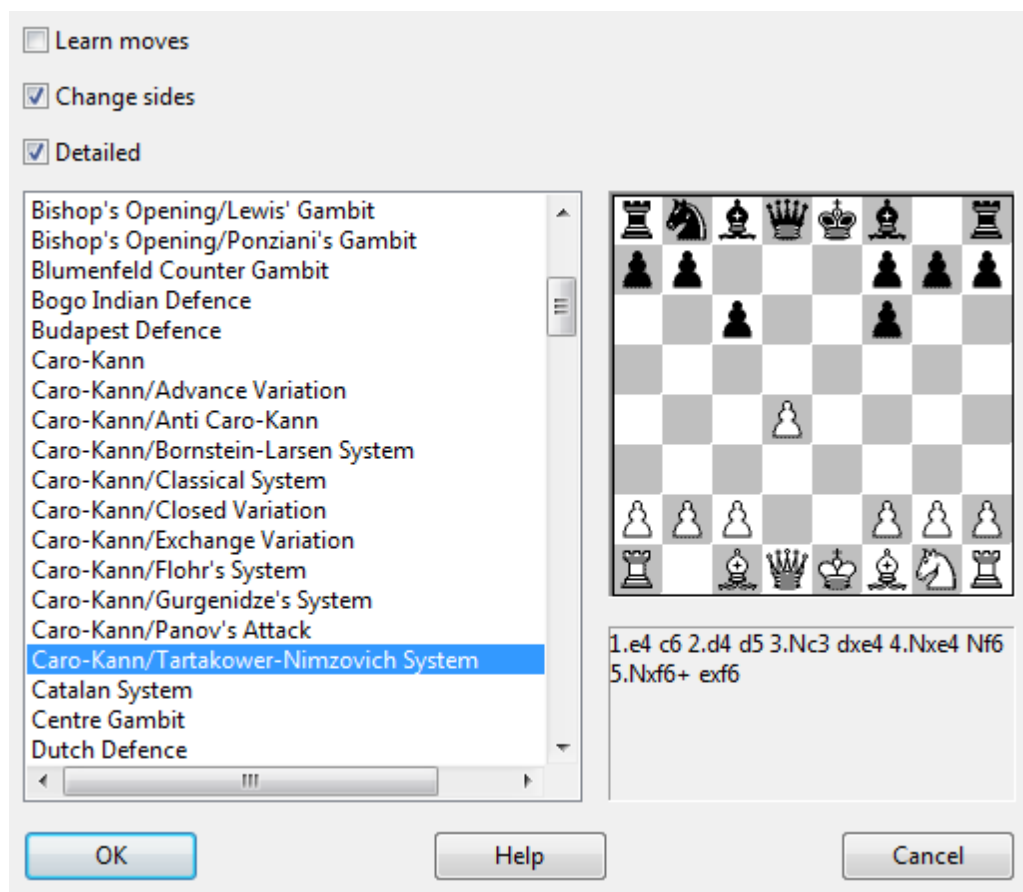 Learn moves
Change sides
Detailed
Bishop's Opening/Lewis' Gambit
Bishop's Opening/Ponziani's Gambit
Blumenfeld Counter Gambit
Bogo Indian Defence
Budapest Defence
Caro-Kann
Caro-Kann/Advance Variation
Caro-Kann/Anti Caro-Kann
Caro-Kann/Bornstein-Larsen System
Caro-Kann/Classical System
Caro-Kann/Closed Variation
Caro-Kann/Exchange Variation
Caro-Kann/Flohr's System
Caro-Kann/Gurgenidze's System
Caro-Kann/Panov's Attack
Caro-Kann/Tartakower-Nimzovich System
Catalan System
Centre Gambit
Dutch Defence
1.e4 c6 2.d4 d5 3.Nc3 dxe4 4.Nxe4 Nf6
5.Nxf6+ exf6
OK
Help
Cancel